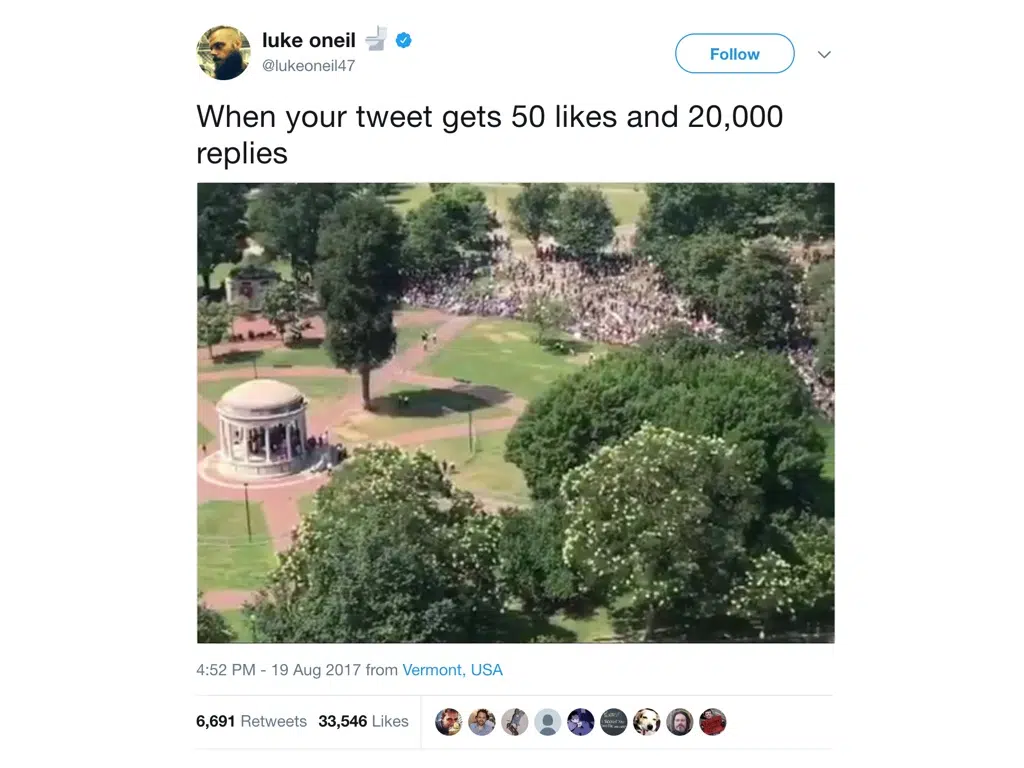 luke oneil
@lukeoneil47
Follow
When your tweet gets 50 likes and 20,000
replies
4:52 PM - 19 Aug 2017 from Vermont, USA
6,691 Retweets 33,546 Likes